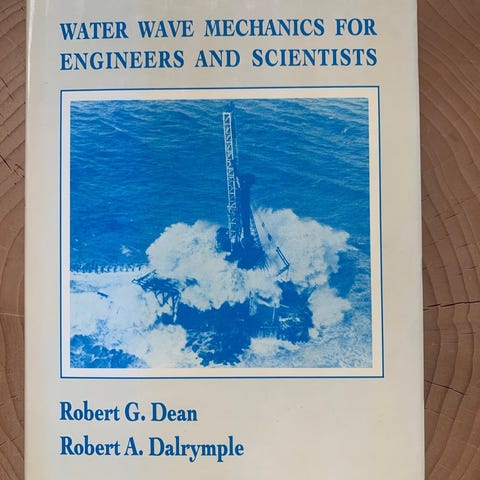 WATER WAVE MECHANICS FOR
ENGINEERS AND SCIENTISTS
Robert G. Dean
Robert A. Dalrymple